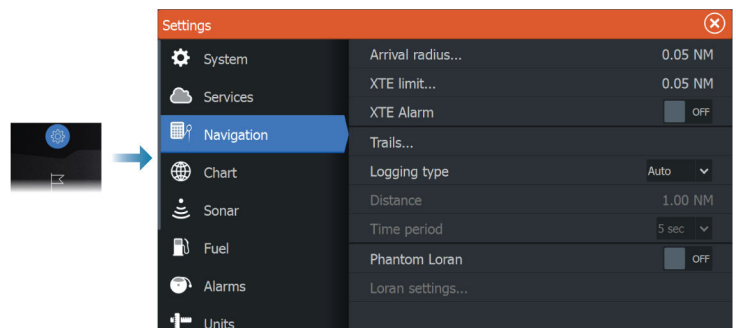 Settings
System
Services
Navigation
Chart
Sonar
Fuel
Alarms
Units
Arrival radius... 0.05 NM
XTE limit... 0.05 NM
XTE Alarm OFF
Trails...
Logging type Auto
Distance 1.00 NM
Time period 5 sec
Phantom Loran OFF
Loran settings...